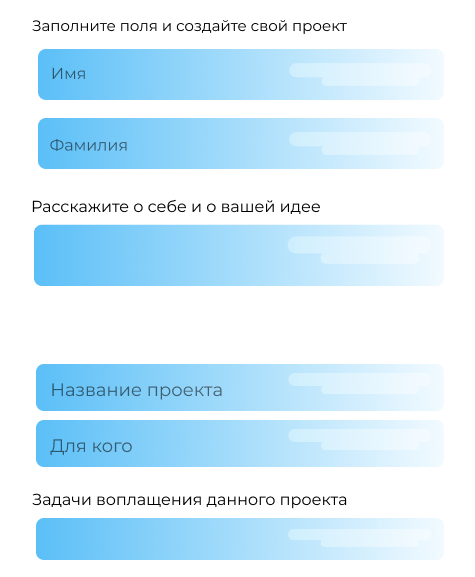 Заполните поля и создайте свой проект
Имя
Фамилия
Расскажите о себе и о вашей идее
Название проекта
Для кого
Задачи воплащения данного проекта